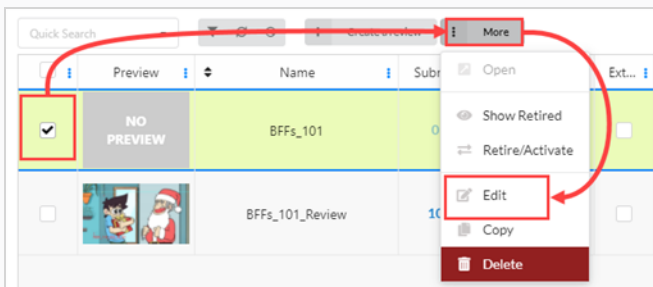 Quick Search
Create a review
More
Preview
Name
Subr
Ext...
Open
NO
PREVIEW
BFFs_101
0
Show Retired
Retire/Activate
Edit
BFFs_101_Review
10
Copy
Delete